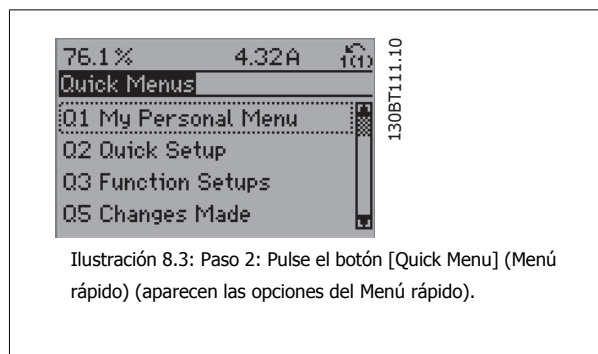 76.1% 4.32A 1(1)
Quick Menus
Q1 My Personal Menu
Q2 Quick Setup
Q3 Function Setups
Q5 Changes Made
130BT111.10
Ilustración 8.3: Paso 2: Pulse el botón [Quick Menu] (Menú
rápido) (aparecen las opciones del Menú rápido).